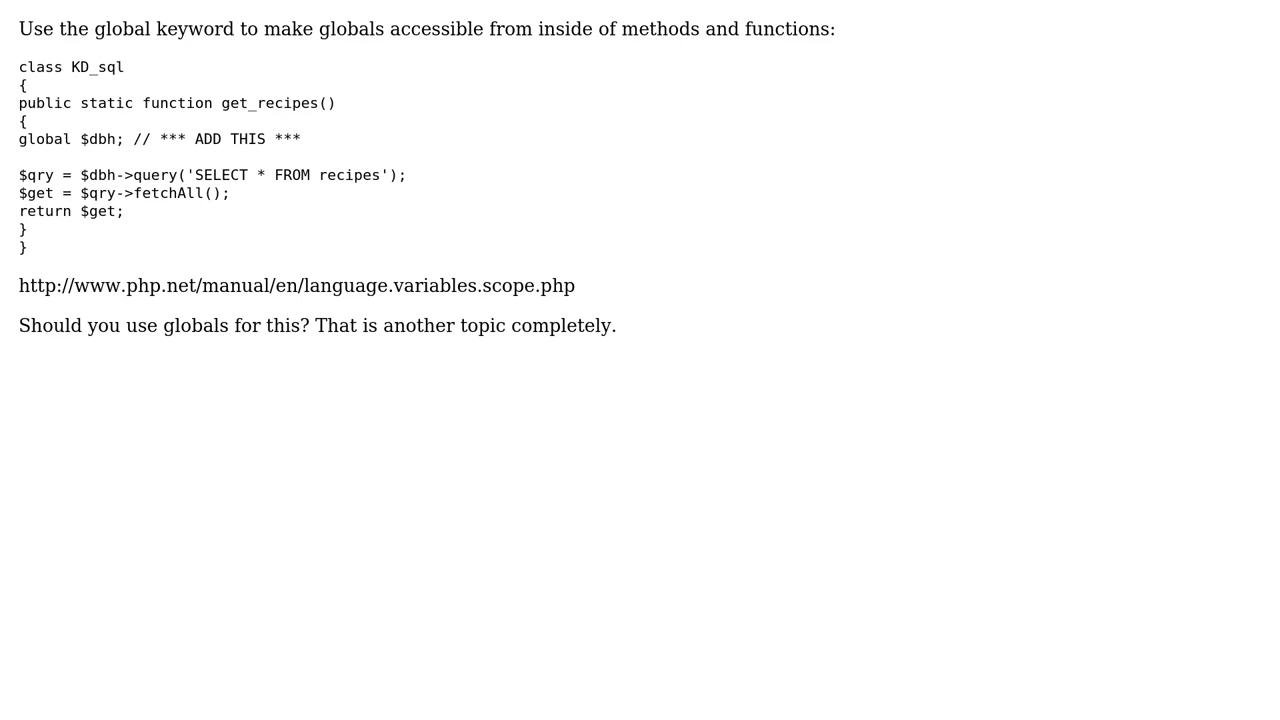 Use the global keyword to make globals accessible from inside of methods and functions:
class KD_sql
{
public static function get_recipes()
{
global $dbh; // *** ADD THIS ***
$qry = $dbh->query('SELECT * FROM recipes');
$get = $qry->fetchAll();
return $get;
}
}
http://www.php.net/manual/en/language.variables.scope.php
Should you use globals for this? That is another topic completely.